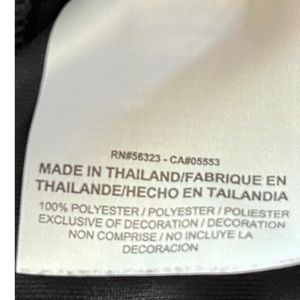 RN#56323 - CA#05553
MADE IN THAILAND/FABRIQUE EN
THAILANDE/HECHO EN TAILANDIA
100% POLYESTER / POLYESTER / POLIESTER
EXCLUSIVE OF DECORATION / DECORATION
NON COMPRISE / NO INCLUYE LA
DECORACION